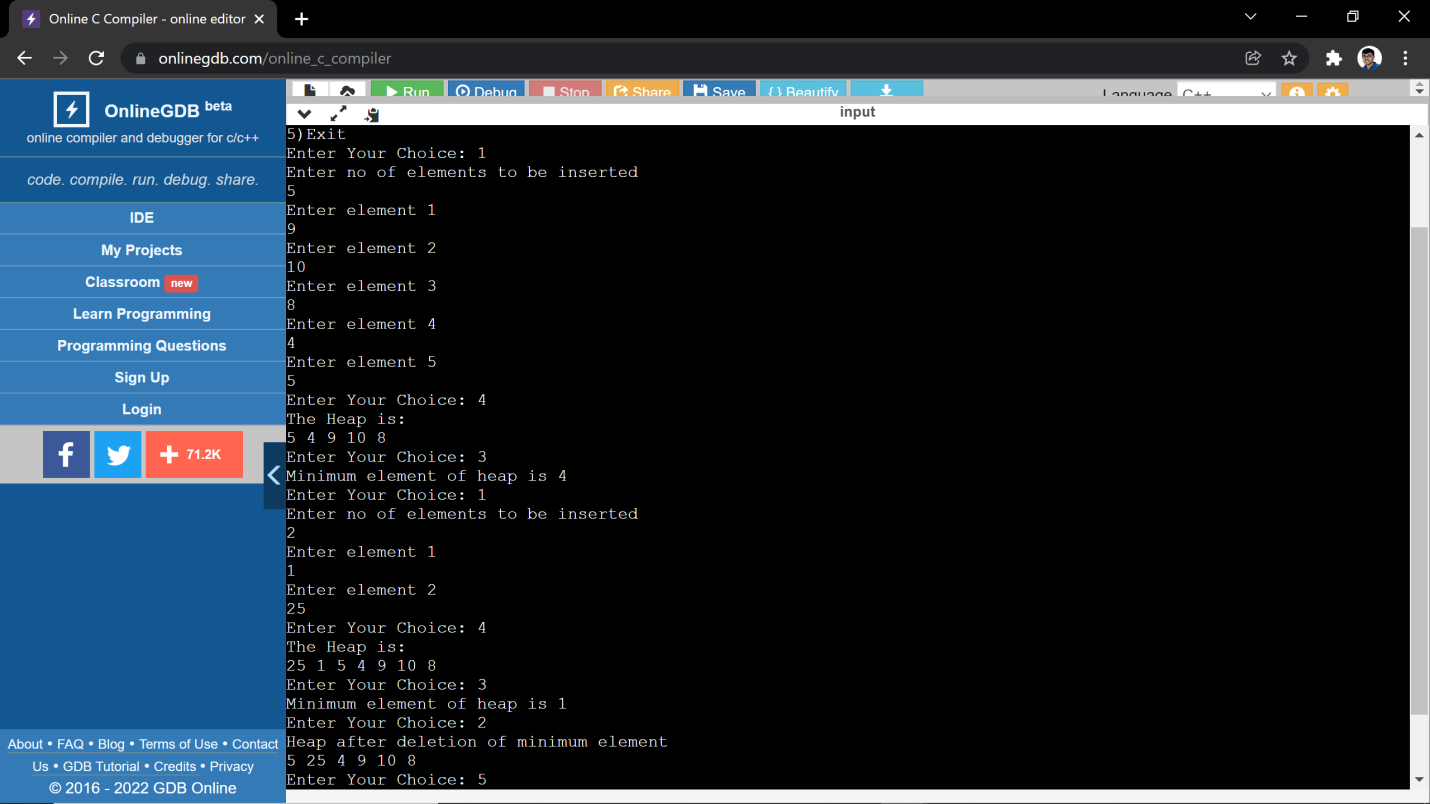 Online C Compiler - online editor
onlinegdb.com/online_c_compiler
OnlineGDB beta
online compiler and debugger for c/c++
code. compile. run. debug. share.
IDE
My Projects
Classroom new
Learn Programming
Programming Questions
Sign Up
Login
71.2K
About • FAQ • Blog • Terms of Use • Contact
Us • GDB Tutorial • Credits • Privacy
© 2016 - 2022 GDB Online
Run Debug Stop Share Save { } Beautify Language C++
input
5)Exit
Enter Your Choice: 1
Enter no of elements to be inserted
5
Enter element 1
9
Enter element 2
10
Enter element 3
8
Enter element 4
4
Enter element 5
5
Enter Your Choice: 4
The Heap is:
5 4 9 10 8
Enter Your Choice: 3
Minimum element of heap is 4
Enter Your Choice: 1
Enter no of elements to be inserted
2
Enter element 1
1
Enter element 2
25
Enter Your Choice: 4
The Heap is:
25 1 5 4 9 10 8
Enter Your Choice: 3
Minimum element of heap is 1
Enter Your Choice: 2
Heap after deletion of minimum element
5 25 4 9 10 8
Enter Your Choice: 5